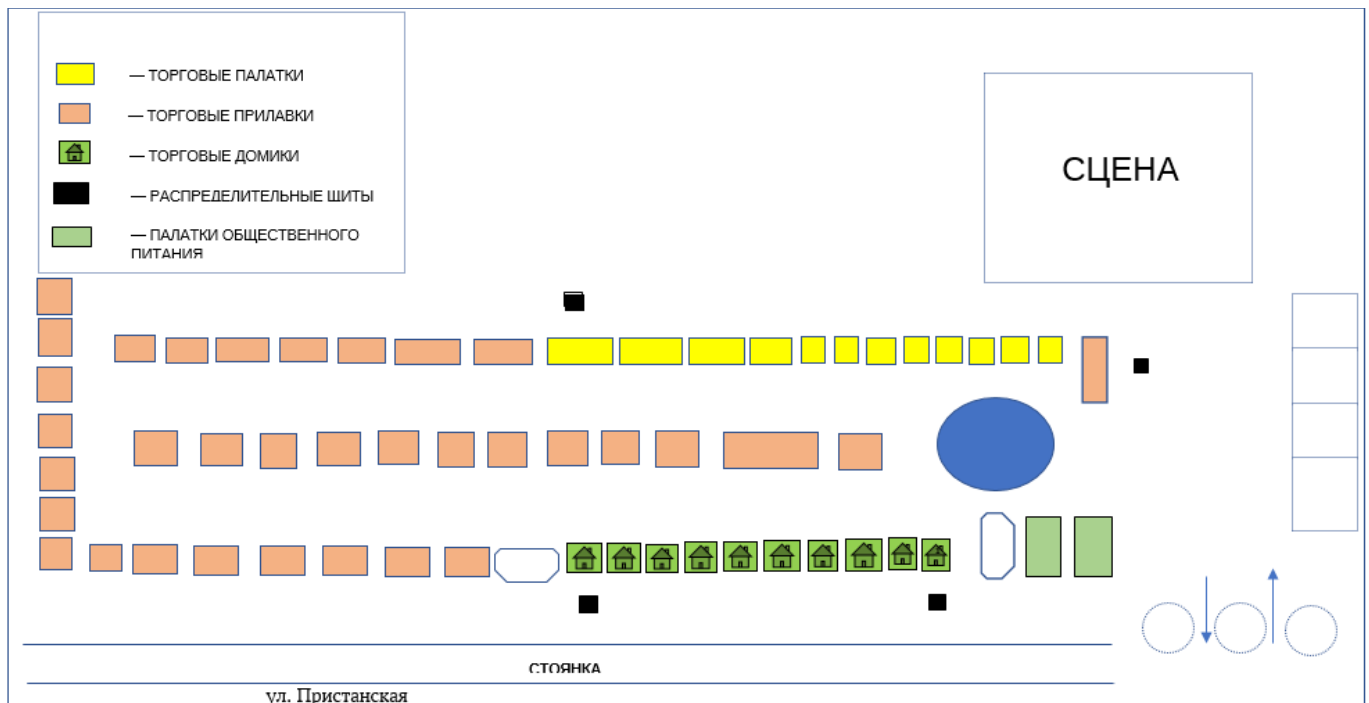 — ТОРГОВЫЕ ПАЛАТКИ
— ТОРГОВЫЕ ПРИЛАВКИ
— ТОРГОВЫЕ ДОМИКИ
— РАСПРЕДЕЛИТЕЛЬНЫЕ ЩИТЫ
— ПАЛАТКИ ОБЩЕСТВЕННОГО
ПИТАНИЯ
СЦЕНА
СТОЯНКА
ул. Пристанская